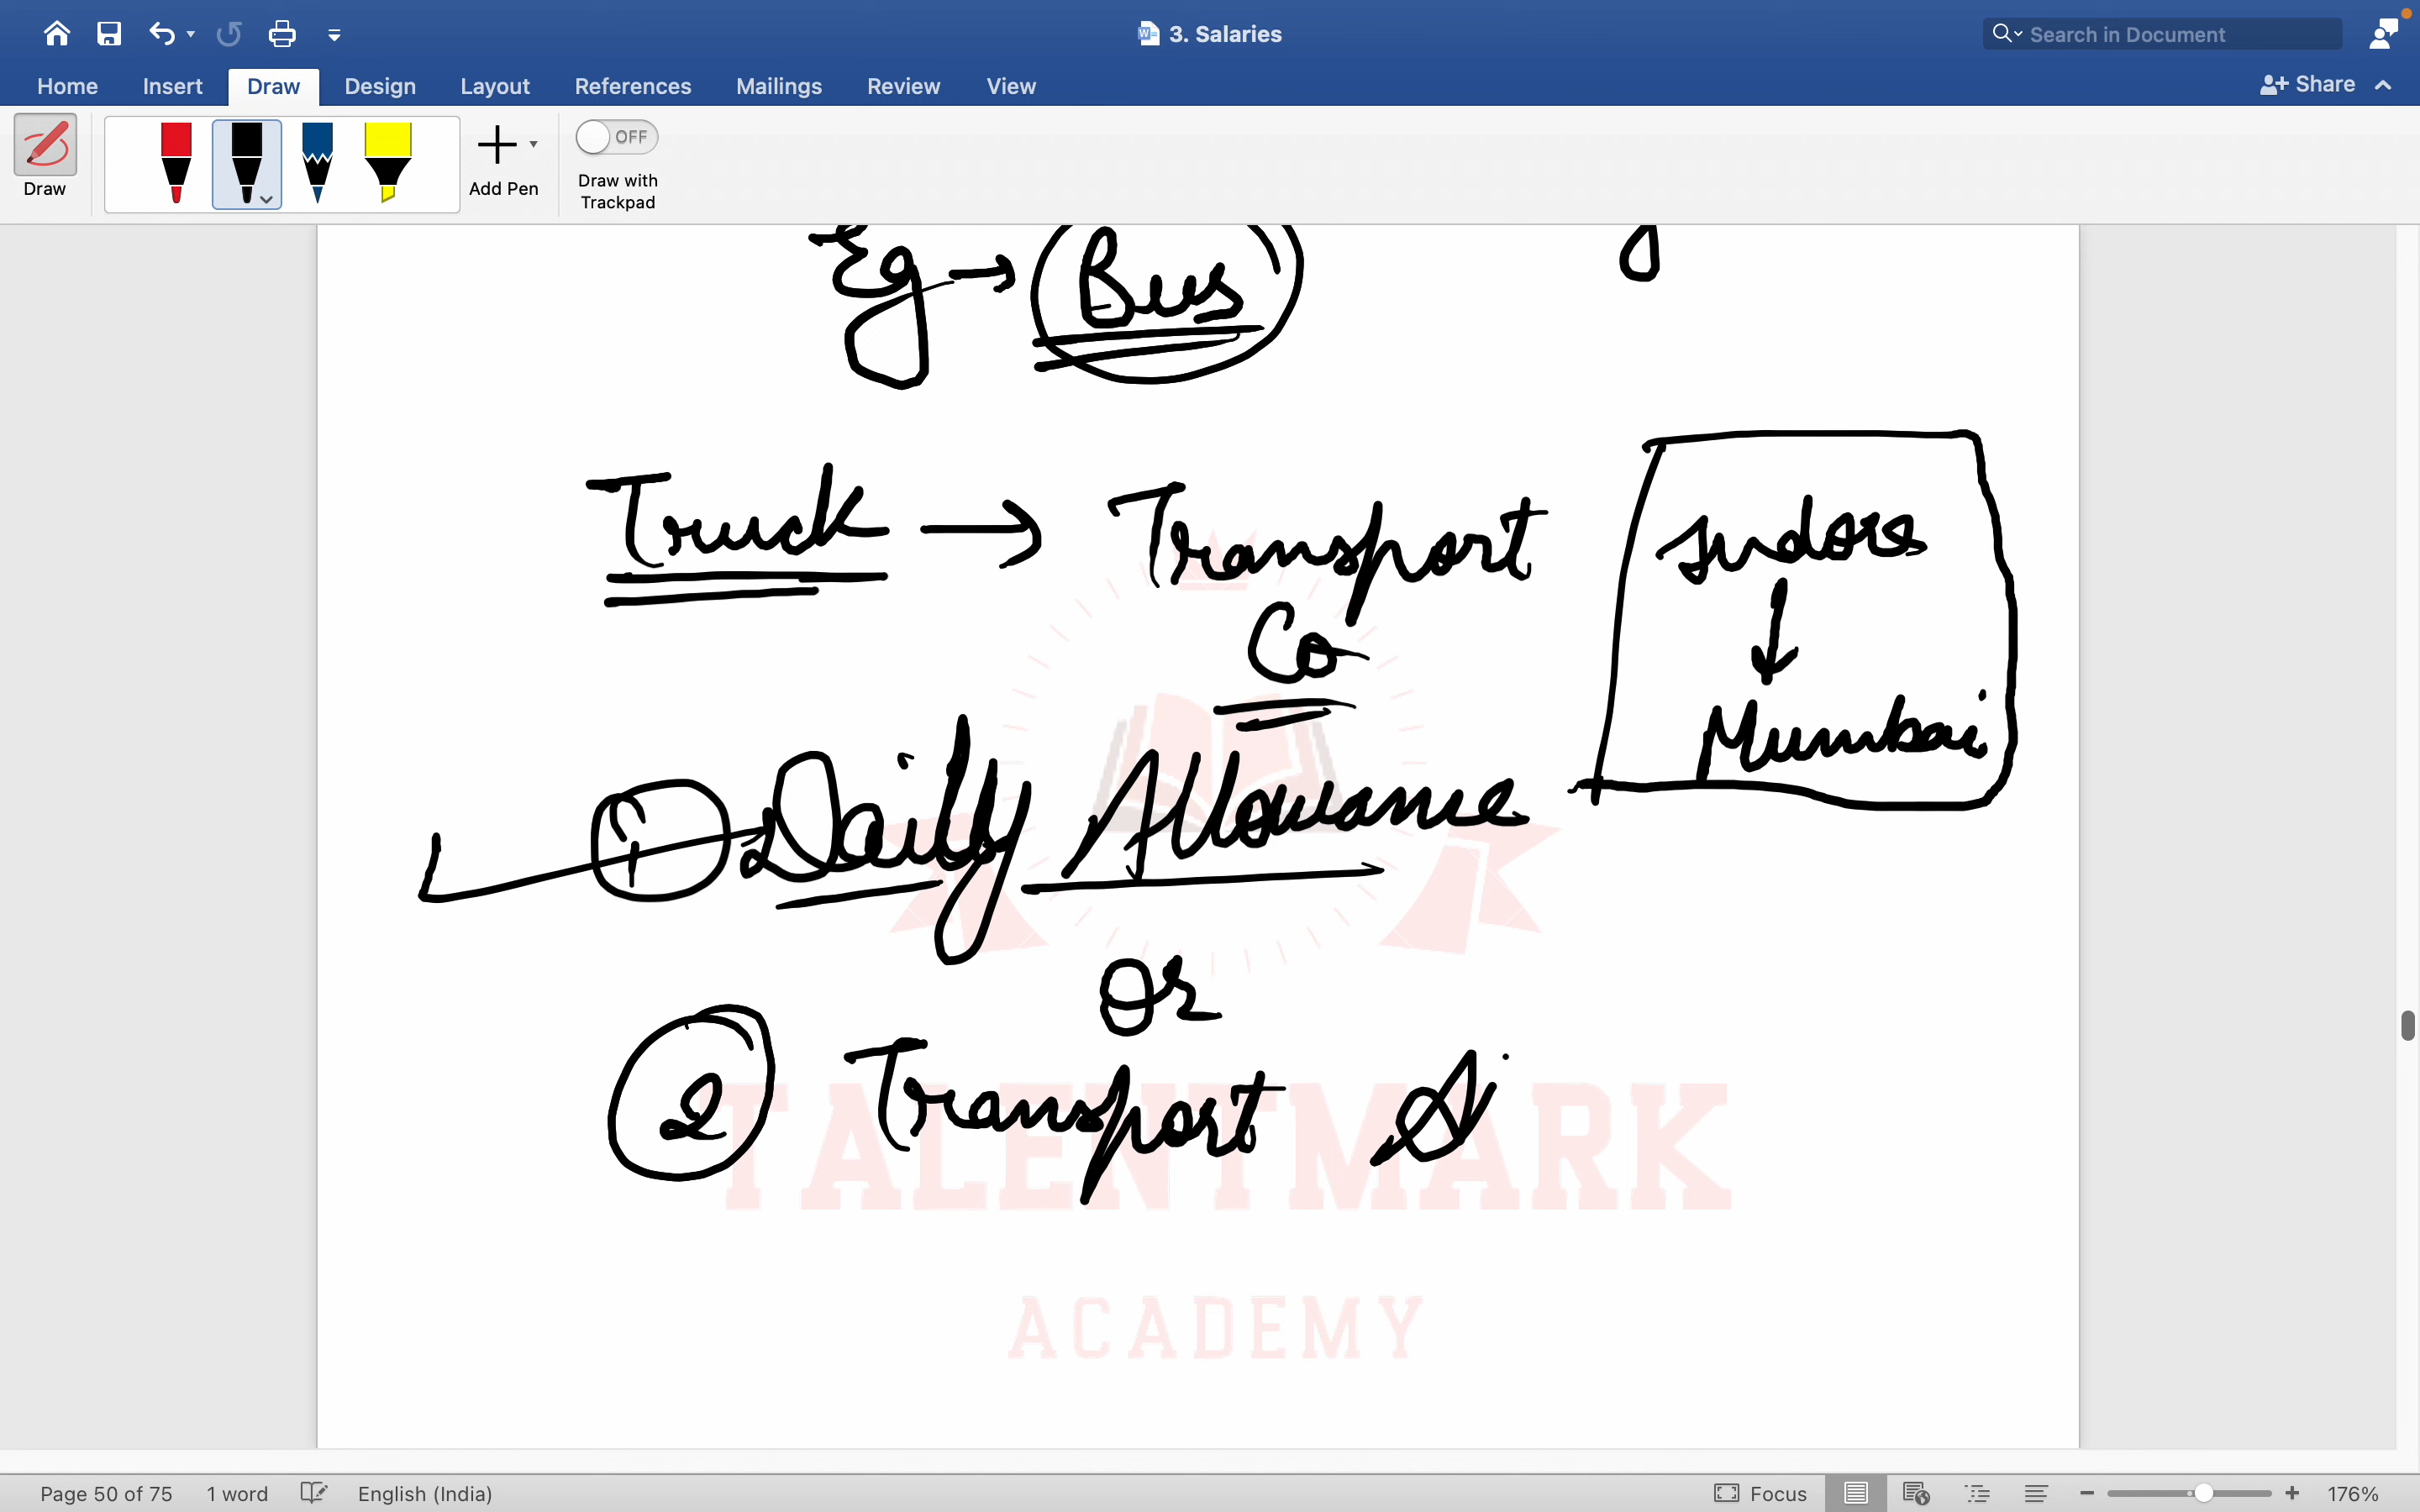 3. Salaries
Search in Document
Home Insert Draw Design Layout References Mailings Review View
Share
Draw
Add Pen
OFF
Draw with
Trackpad
Eg → Bus
Truck → Transport
Co
Indore
↓
Mumbai
1 Daily Allowance
or
2 Transport A
TALENTMARK
ACADEMY
Page 50 of 75 1 word English (India) Focus 176%